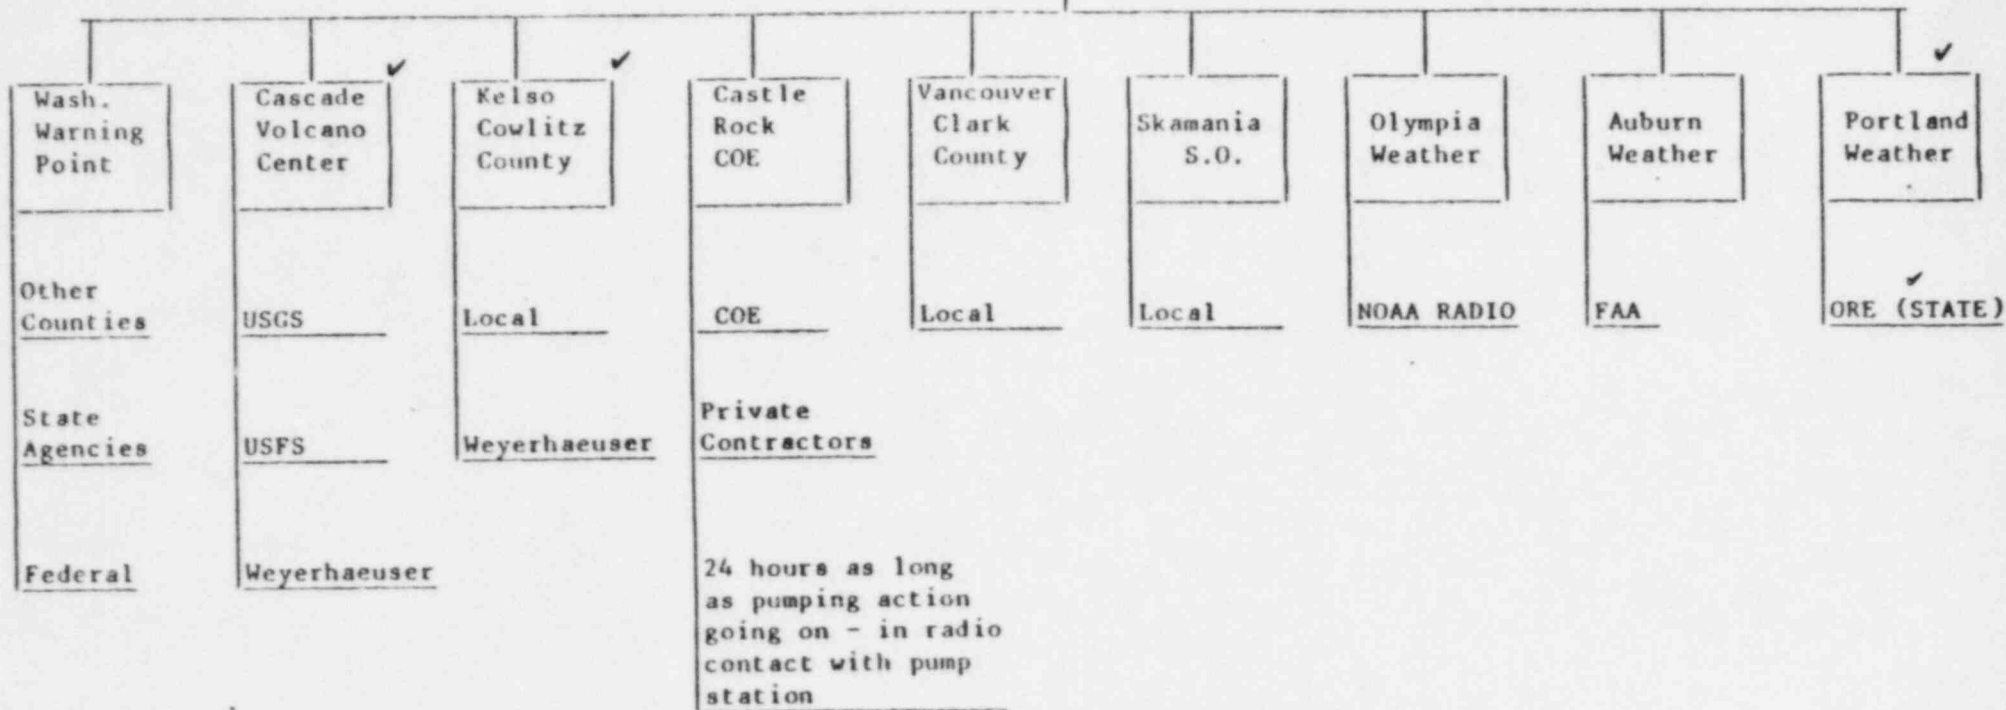 Wash.
Warning
Point
Cascade
Volcano
Center
Kelso
Cowlitz
County
Castle
Rock
COE
Vancouver
Clark
County
Skamania
S.O.
Olympia
Weather
Auburn
Weather
Portland
Weather
Other
Counties
USGS
Local
COE
Local
Local
NOAA RADIO
FAA
ORE (STATE)
State
Agencies
USFS
Weyerhaeuser
Private
Contractors
Federal
Weyerhaeuser
24 hours as long
as pumping action
going on - in radio
contact with pump
station